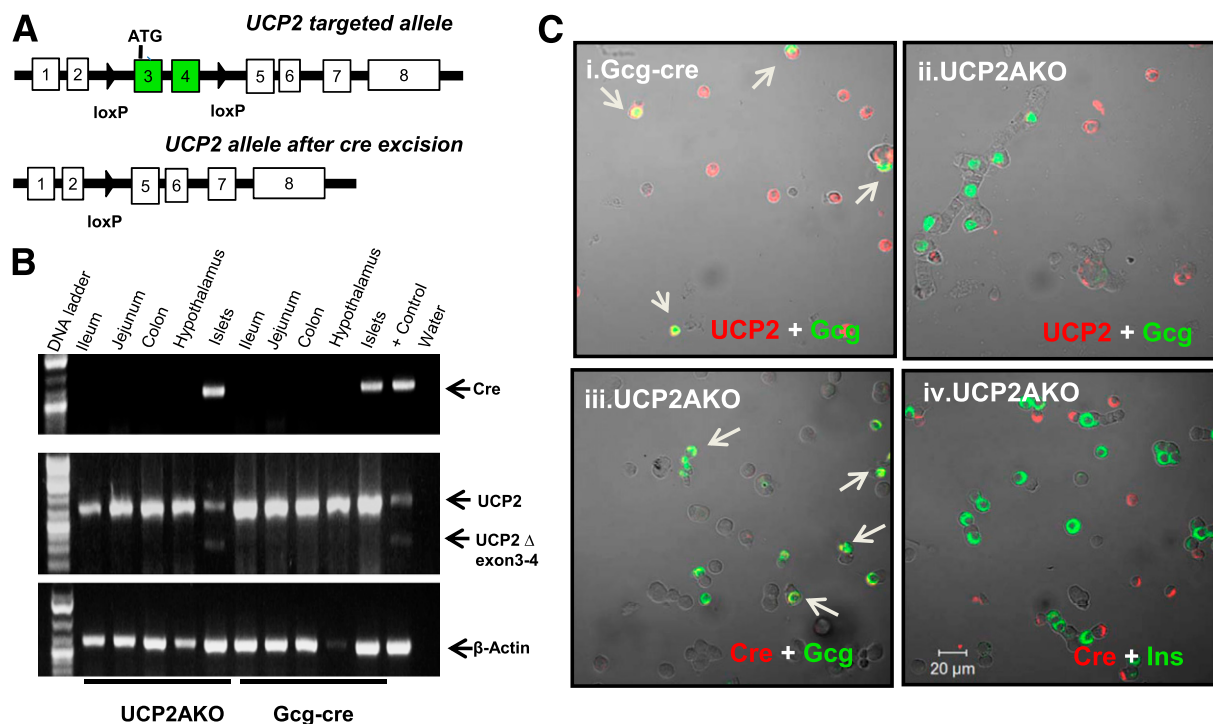 A
UCP2 targeted allele
ATG
1 2 3 4 5 6 7 8
loxP loxP
UCP2 allele after cre excision
1 2 5 6 7 8
loxP
B
DNA ladder
Ileum
Jejumum
Colon
Hypothalamus
Islets
Ileum
Jejumum
Colon
Hypothalamus
Islets
+ Control
Water
Cre
UCP2
UCP2 Δ
exon3-4
β-Actin
UCP2AKO Gcg-cre
C
i.Gcg-cre
UCP2 + Gcg
ii.UCP2AKO
UCP2 + Gcg
iii.UCP2AKO
Cre + Gcg
iv.UCP2AKO
20 μm
Cre + Ins